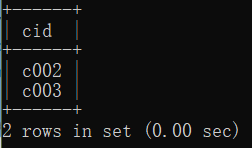 +------+
| cid  |
+------+
| c002 |
| c003 |
+------+
2 rows in set (0.00 sec)